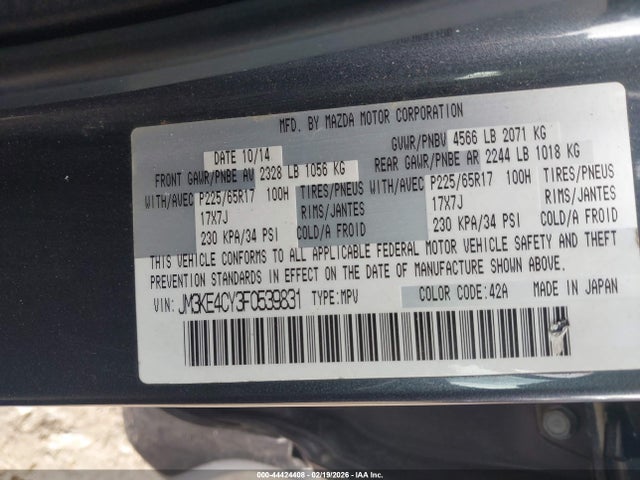 MFD. BY MAZDA MOTOR CORPORATION
DATE 10/14 GVWR/PNBV 4566 LB 2071 KG
FRONT GAWR/PNBE AV 2328 LB 1056 KG REAR GAWR/PNBE AR 2244 LB 1018 KG
WITH/AVEC P225/65R17 100H TIRES/PNEUS WITH/AVEC P225/65R17 100H TIRES/PNEUS
17X7J RIMS/JANTES 17X7J RIMS/JANTES
230 KPA/34 PSI COLD/A FROID 230 KPA/34 PSI COLD/A FROID
THIS VEHICLE CONFORMS TO ALL APPLICABLE FEDERAL MOTOR VEHICLE SAFETY AND THEFT
PREVENTION STANDARDS IN EFFECT ON THE DATE OF MANUFACTURE SHOWN ABOVE.
VIN: JM3KE4CY3F0539831 TYPE:MPV COLOR CODE:42A MADE IN JAPAN
000-44424408 - 02/19/2026 - IAA Inc.